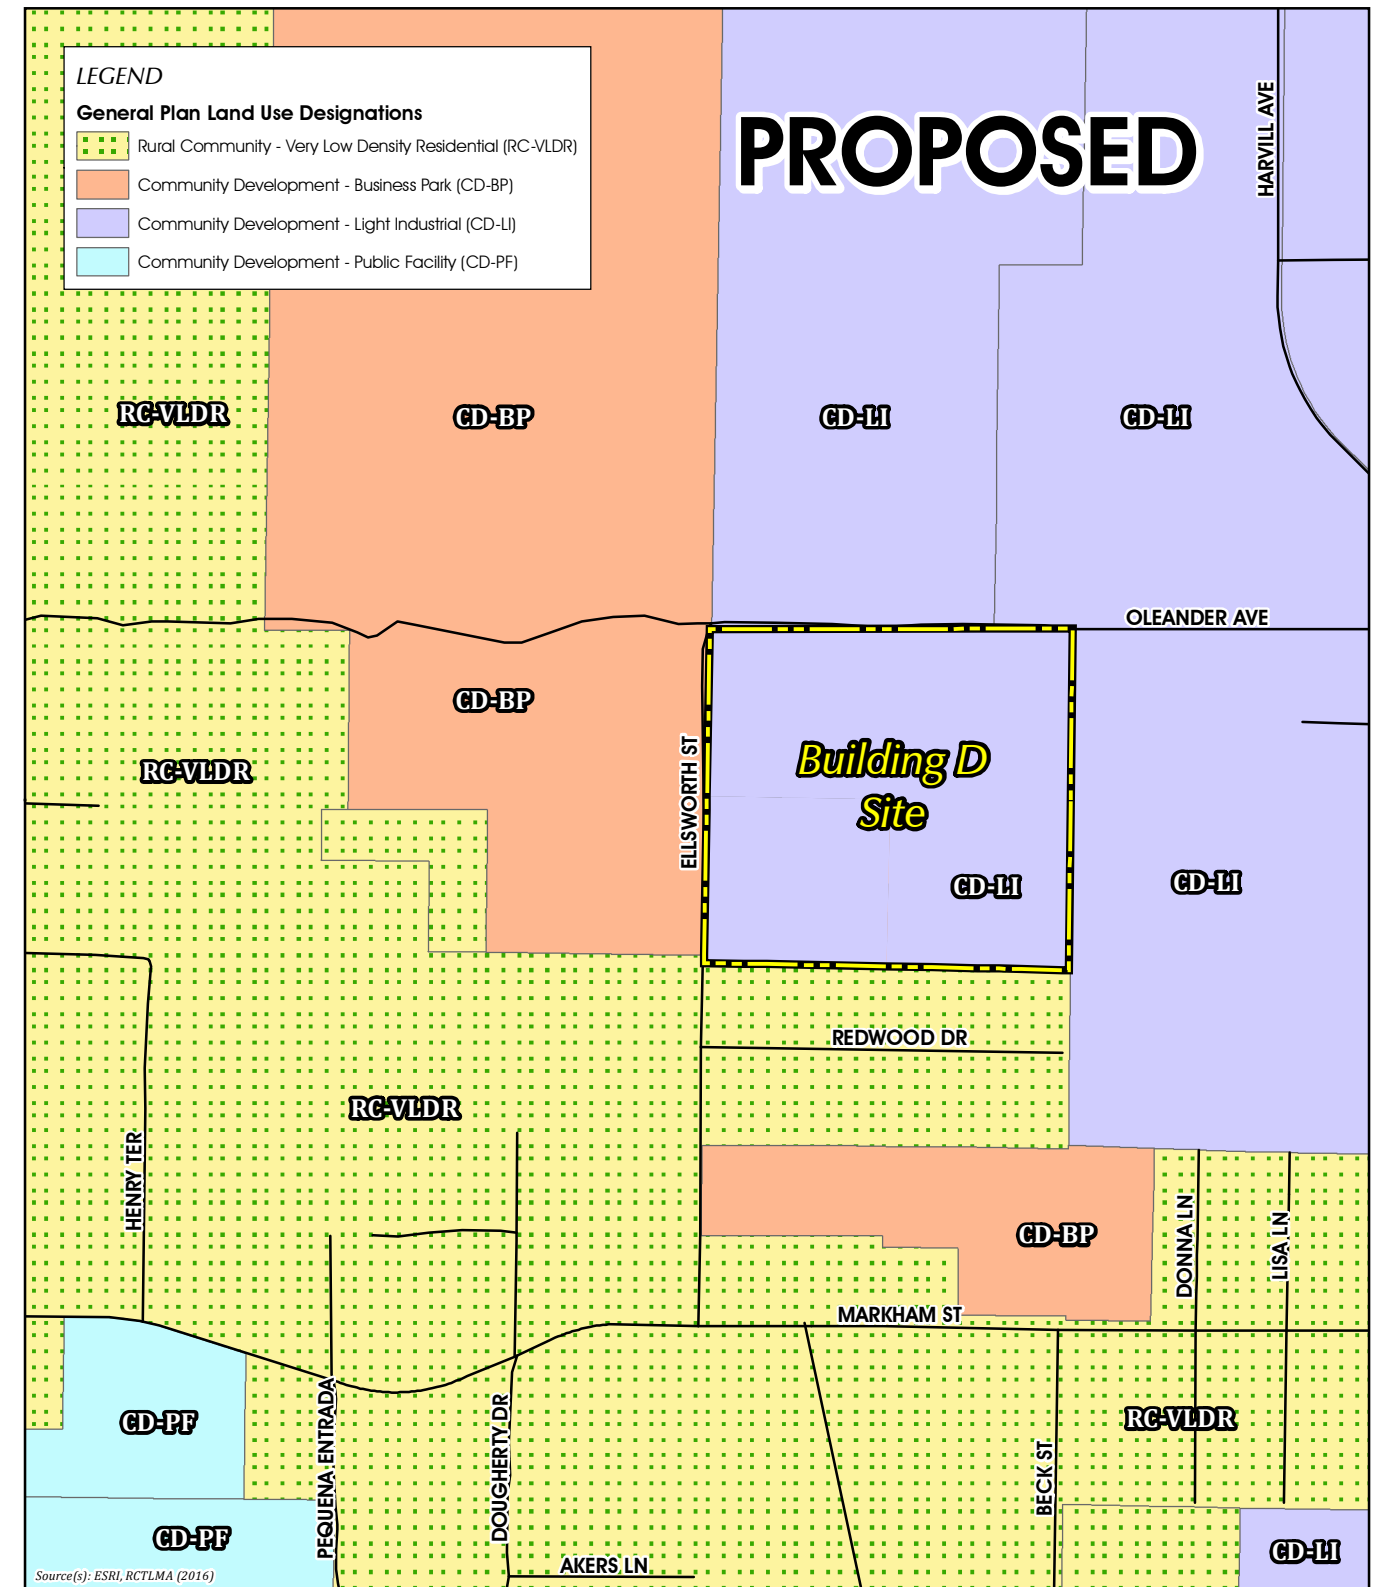 LEGEND
General Plan Land Use Designations
Rural Community - Very Low Density Residential (RC-VLDR)
Community Development - Business Park (CD-BP)
Community Development - Light Industrial (CD-LI)
Community Development - Public Facility (CD-PF)
PROPOSED
HARVILL AVE
RC-VLDR
CD-BP
CD-LI
CD-LI
OLEANDER AVE
CD-BP
RC-VLDR
ELLSWORTH ST
Building D
Site
CD-LI
CD-LI
REDWOOD DR
RC-VLDR
HENRY TER
CD-BP
DONNA LN
LISA LN
MARKHAM ST
CD-PF
PEQUENA ENTRADA
DOUGHERTY DR
BECK ST
RC-VLDR
CD-PF
AKERS LN
CD-LI
Source(s): ESRI, RCTLMA (2016)